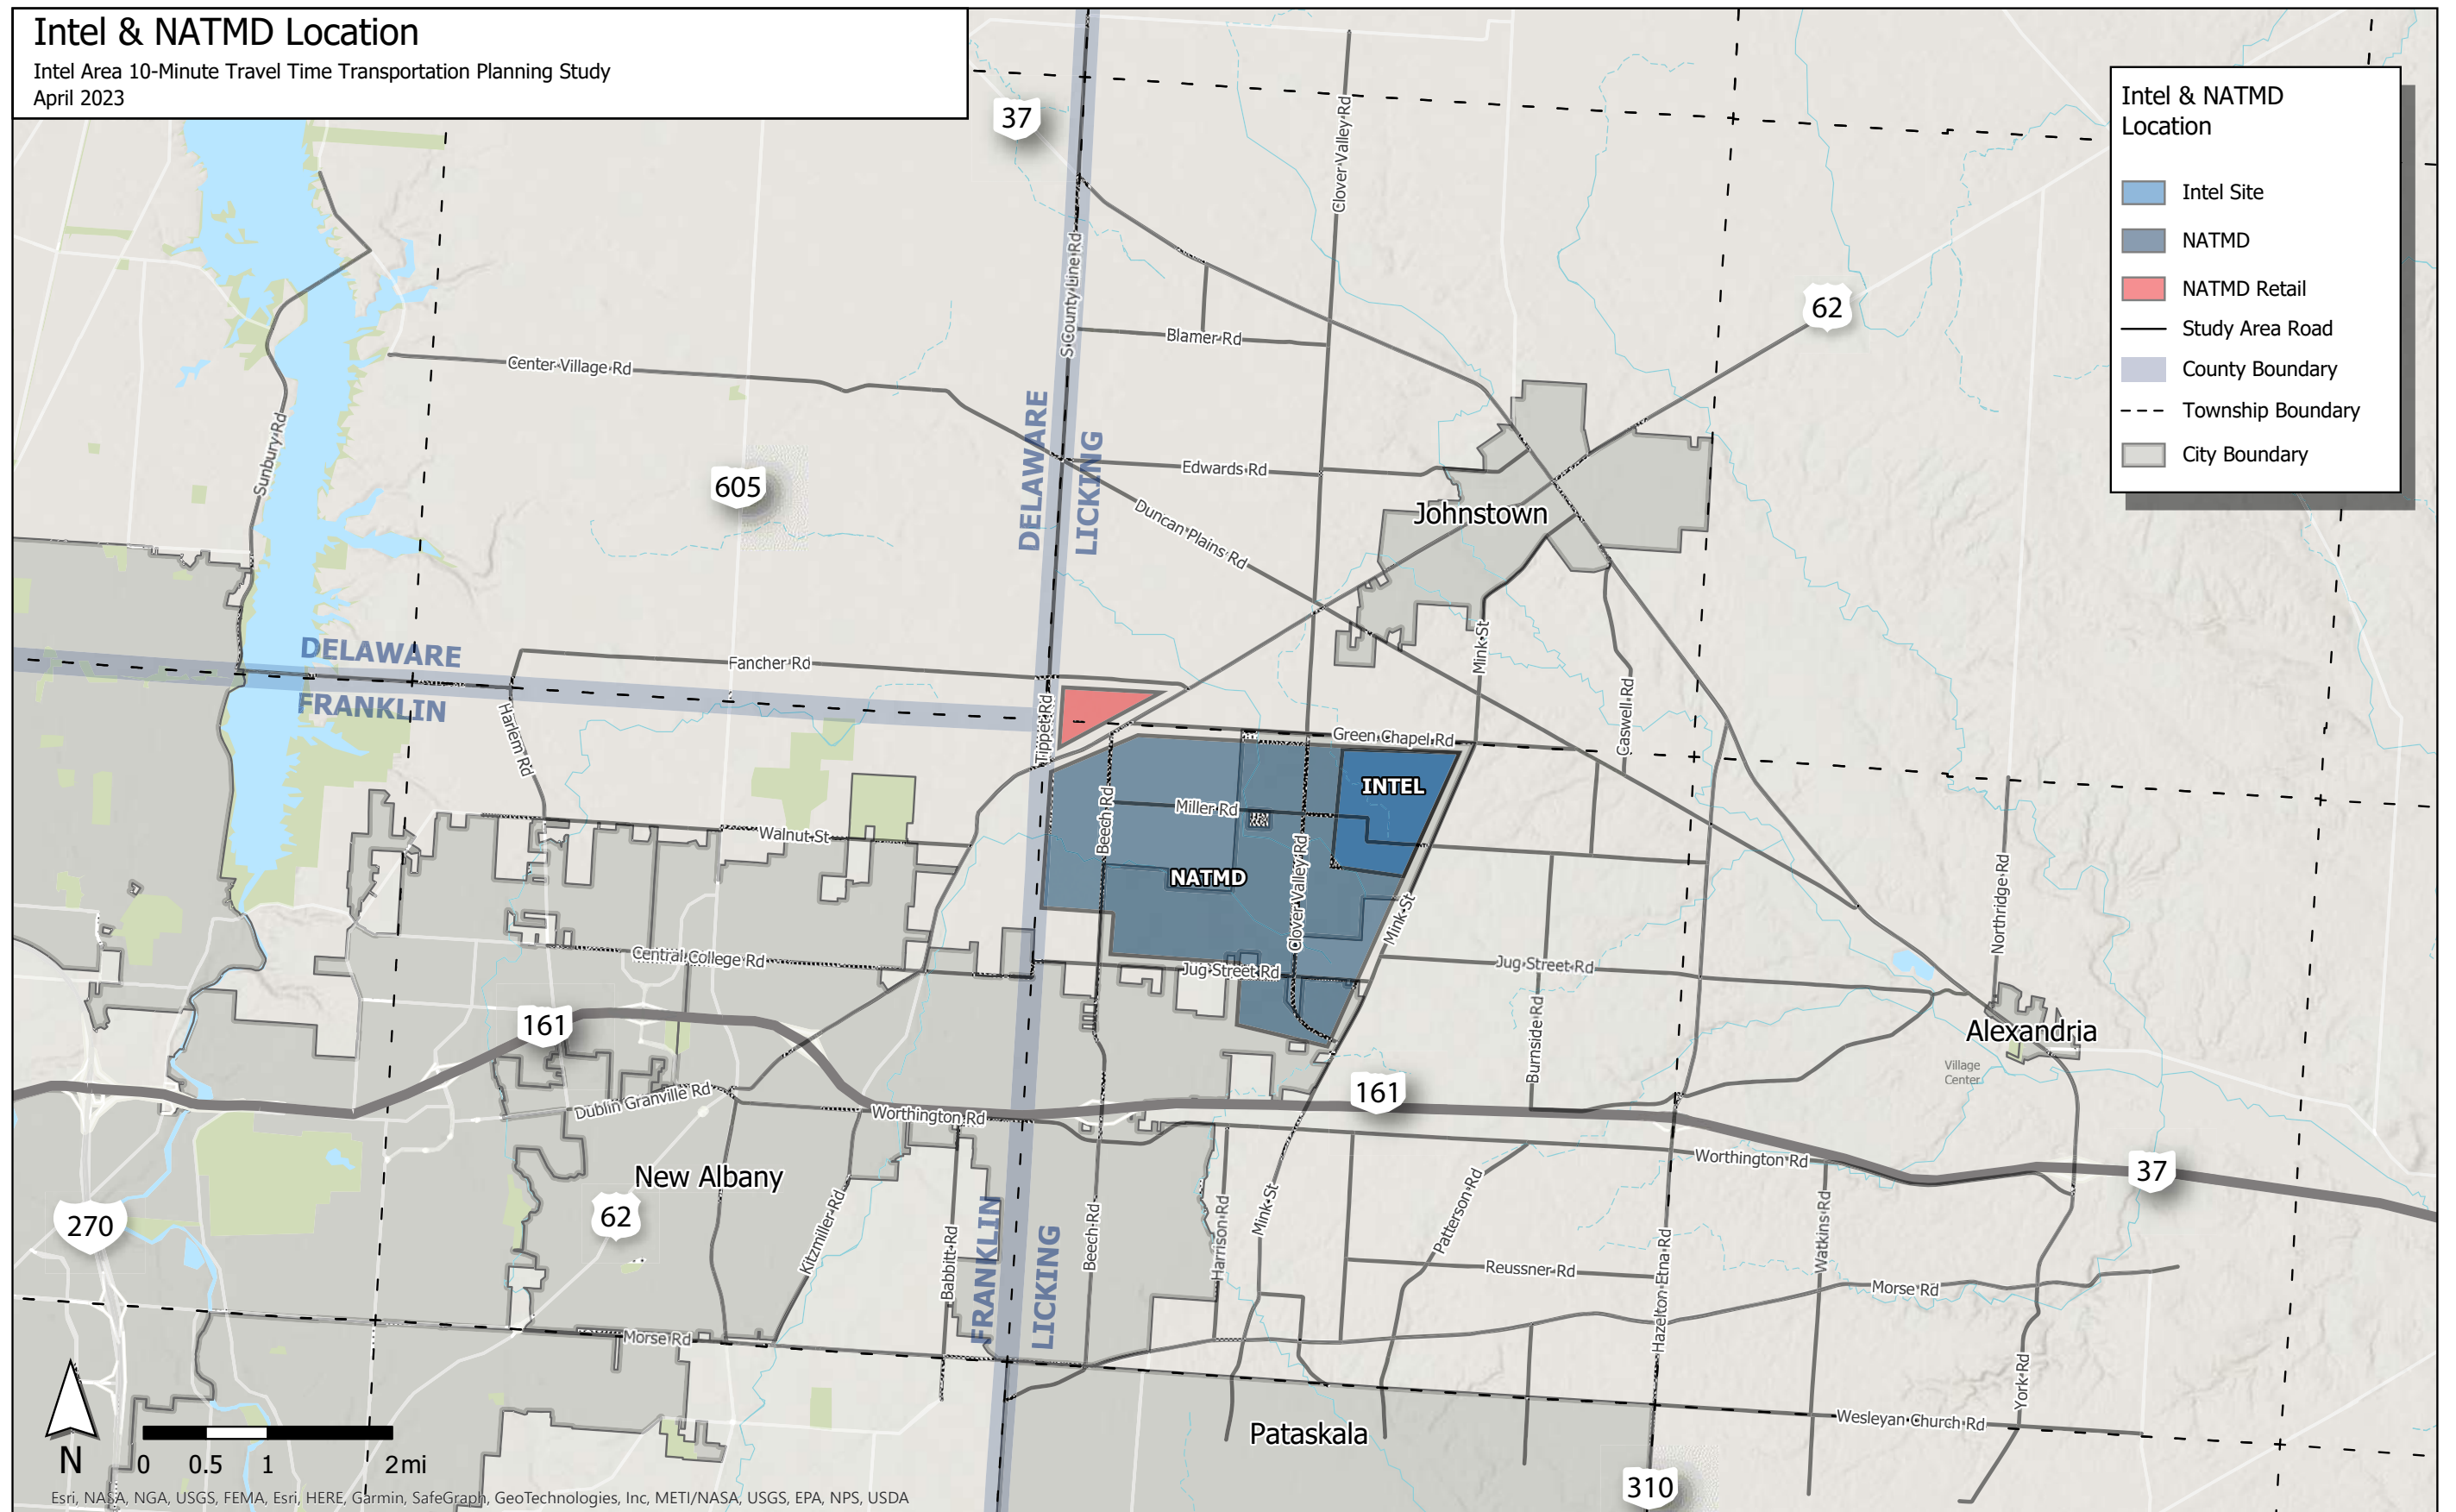 Intel & NATMD Location
Intel Area 10-Minute Travel Time Transportation Planning Study
April 2023
Intel & NATMD
Location
Intel Site
NATMD
NATMD Retail
Study Area Road
County Boundary
Township Boundary
City Boundary
37
Clover Valley Rd
S County Line Rd
62
Blamer Rd
Center Village Rd
Sunbury Rd
DELAWARE
LICKING
Edwards Rd
605
Duncan Plains Rd
Johnstown
DELAWARE
FRANKLIN
Fancher Rd
Mink St
Caswell Rd
Harlem Rd
Tippet Rd
Green Chapel Rd
INTEL
Miller Rd
Beech Rd
Walnut St
NATMD
Clover Valley Rd
Mink St
Northridge Rd
Central College Rd
Jug Street Rd
Jug Street Rd
161
Burnside Rd
Alexandria
Village
Center
161
Dublin Granville Rd
Worthington Rd
Worthington Rd
37
New Albany
62
270
Kitzmiller Rd
Babbitt Rd
FRANKLIN
LICKING
Beech Rd
Harrison Rd
Mink St
Patterson Rd
Reussner Rd
Hazelton-Etna Rd
Watkins Rd
Morse Rd
Morse Rd
York Rd
Wesleyan Church Rd
Pataskala
310
N
0 0.5 1 2 mi
Esri, NASA, NGA, USGS, FEMA, Esri, HERE, Garmin, SafeGraph, GeoTechnologies, Inc, METI/NASA, USGS, EPA, NPS, USDA